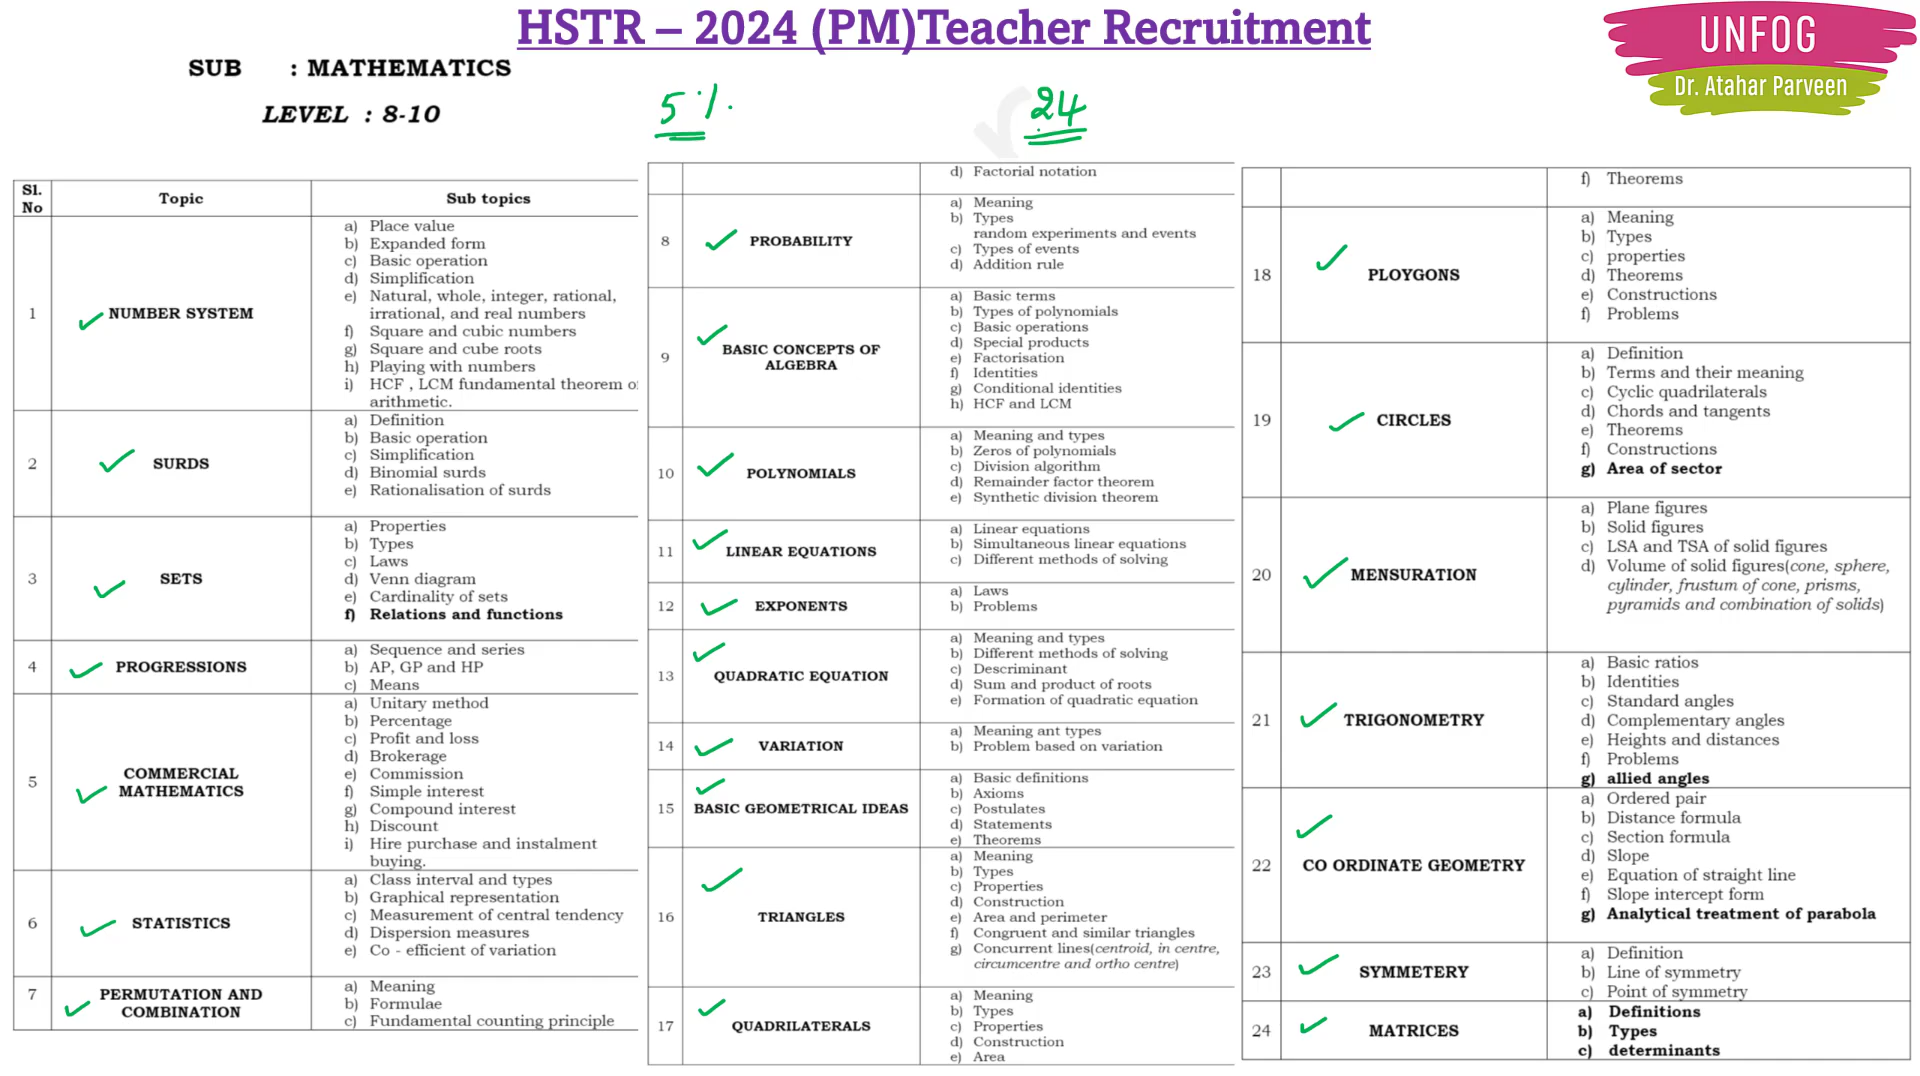 HSTR – 2024 (PM)Teacher Recruitment
UNFOG
Dr. Atahar Parveen
SUB : MATHEMATICS
LEVEL : 8-10
5%.
24
Sl. No Topic Sub topics
1 NUMBER SYSTEM
a) Place value
b) Expanded form
c) Basic operation
d) Simplification
e) Natural, whole, integer, rational,
irrational, and real numbers
f) Square and cubic numbers
g) Square and cube roots
h) Playing with numbers
i) HCF , LCM fundamental theorem of
arithmetic.
2 SURDS
a) Definition
b) Basic operation
c) Simplification
d) Binomial surds
e) Rationalisation of surds
3 SETS
a) Properties
b) Types
c) Laws
d) Venn diagram
e) Cardinality of sets
f) Relations and functions
4 PROGRESSIONS
a) Sequence and series
b) AP, GP and HP
c) Means
5 COMMERCIAL
MATHEMATICS
a) Unitary method
b) Percentage
c) Profit and loss
d) Brokerage
e) Commission
f) Simple interest
g) Compound interest
h) Discount
i) Hire purchase and instalment
buying.
6 STATISTICS
a) Class interval and types
b) Graphical representation
c) Measurement of central tendency
d) Dispersion measures
e) Co - efficient of variation
7 PERMUTATION AND
COMBINATION
a) Meaning
b) Formulae
c) Fundamental counting principle
d) Factorial notation
8 PROBABILITY
a) Meaning
b) Types
random experiments and events
c) Types of events
d) Addition rule
9 BASIC CONCEPTS OF
ALGEBRA
a) Basic terms
b) Types of polynomials
c) Basic operations
d) Special products
e) Factorisation
f) Identities
g) Conditional identities
h) HCF and LCM
10 POLYNOMIALS
a) Meaning and types
b) Zeros of polynomials
c) Division algorithm
d) Remainder factor theorem
e) Synthetic division theorem
11 LINEAR EQUATIONS
a) Linear equations
b) Simultaneous linear equations
c) Different methods of solving
12 EXPONENTS
a) Laws
b) Problems
13 QUADRATIC EQUATION
a) Meaning and types
b) Different methods of solving
c) Descriminant
d) Sum and product of roots
e) Formation of quadratic equation
14 VARIATION
a) Meaning ant types
b) Problem based on variation
15 BASIC GEOMETRICAL IDEAS
a) Basic definitions
b) Axioms
c) Postulates
d) Statements
e) Theorems
16 TRIANGLES
a) Meaning
b) Types
c) Properties
d) Construction
e) Area and perimeter
f) Congruent and similar triangles
g) Concurrent lines(centroid, in centre,
circumcentre and ortho centre)
17 QUADRILATERALS
a) Meaning
b) Types
c) Properties
d) Construction
e) Area
f) Theorems
18 PLOYGONS
a) Meaning
b) Types
c) properties
d) Theorems
e) Constructions
f) Problems
19 CIRCLES
a) Definition
b) Terms and their meaning
c) Cyclic quadrilaterals
d) Chords and tangents
e) Theorems
f) Constructions
g) Area of sector
20 MENSURATION
a) Plane figures
b) Solid figures
c) LSA and TSA of solid figures
d) Volume of solid figures(cone, sphere,
cylinder, frustum of cone, prisms,
pyramids and combination of solids)
21 TRIGONOMETRY
a) Basic ratios
b) Identities
c) Standard angles
d) Complementary angles
e) Heights and distances
f) Problems
g) allied angles
22 CO ORDINATE GEOMETRY
a) Ordered pair
b) Distance formula
c) Section formula
d) Slope
e) Equation of straight line
f) Slope intercept form
g) Analytical treatment of parabola
23 SYMMETERY
a) Definition
b) Line of symmetry
c) Point of symmetry
24 MATRICES
a) Definitions
b) Types
c) determinants